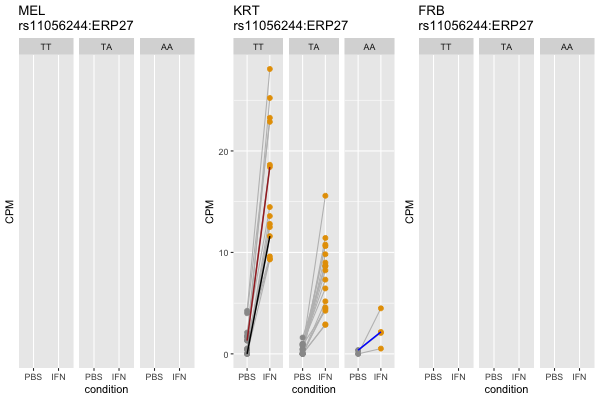 MEL
rs11056244:ERP27
TT TA AA
CPM
PBS IFN PBS IFN PBS IFN
condition
KRT
rs11056244:ERP27
TT TA AA
CPM
20
10
0
PBS IFN PBS IFN PBS IFN
condition
FRB
rs11056244:ERP27
TT TA AA
CPM
PBS IFN PBS IFN PBS IFN
condition